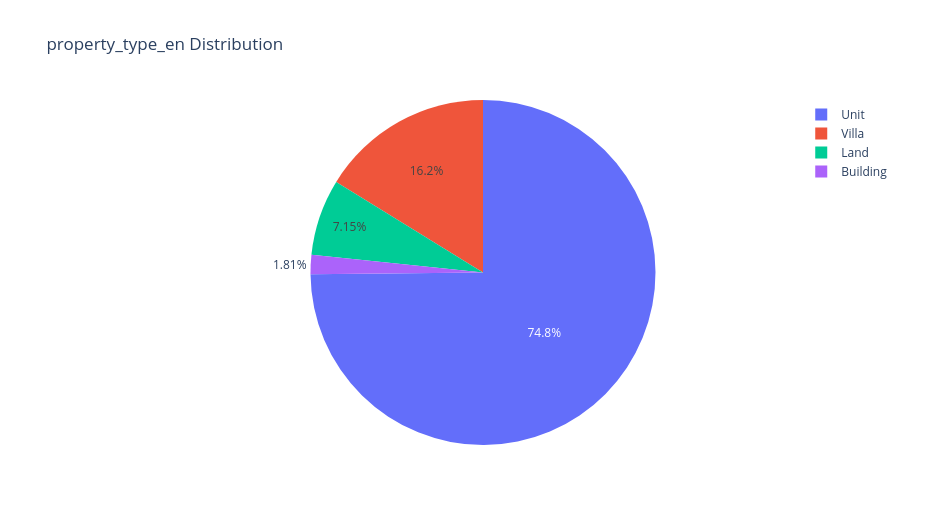 property_type_en Distribution
Unit
Villa
Land
Building
16.2%
7.15%
1.81%
74.8%